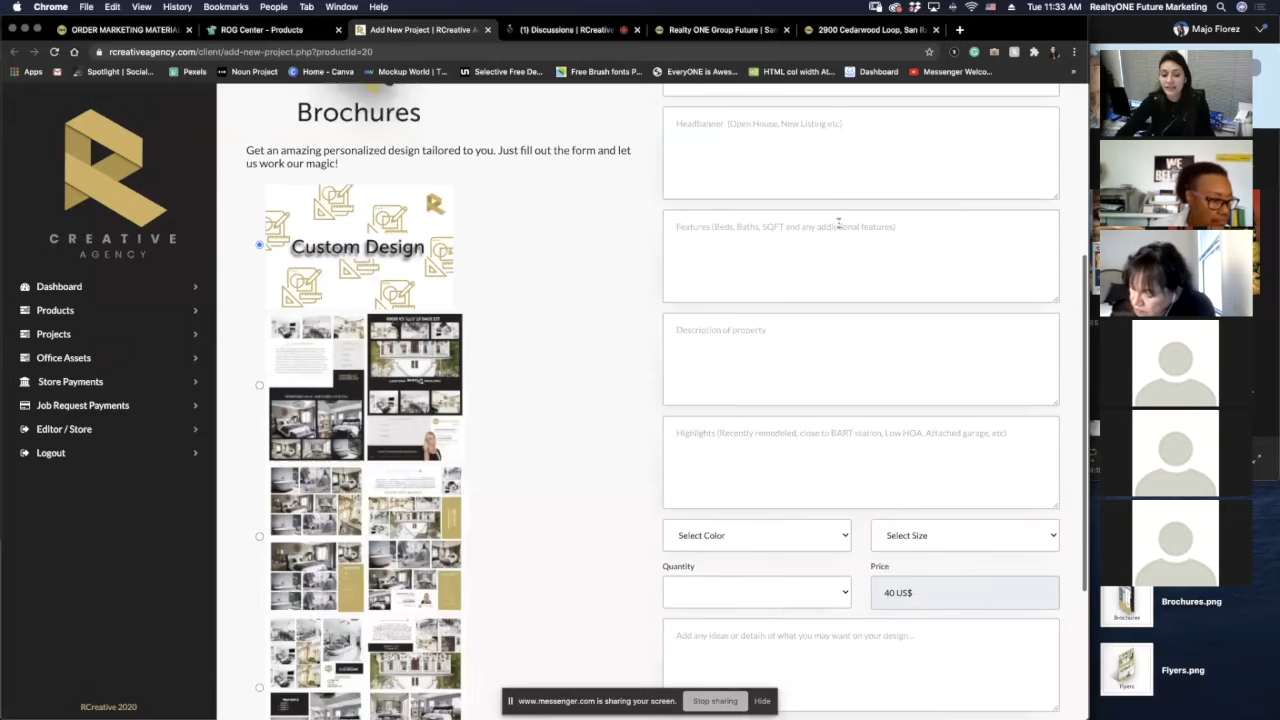 Chrome File Edit View History Bookmarks People Tab Window Help
Tue 11:33 AM RealtyONE Marketing
ORDER MARKETING MATERIAL
ROG Center - Products
Add New Project | RCreative A
(1) Discussions | RCreative
Realty ONE Group Future | San
2900 Cedarwood Loop, San R
Majo Florez
rcreativeagency.com/client/add-new-project.php?productId=20
Apps
Spotlight | Social...
Pexels
Noun Project
Home - Canva
Mockup World | T...
Selective Free De...
Free Brush fonts P...
EveryONE is Awes...
HTML col width At...
Dashboard
Messenger Welco...
CREATIVE
AGENCY
Dashboard
Products
Projects
Office Assets
Store Payments
Job Request Payments
Editor / Store
Logout
RCreative 2020
Brochures
Get an amazing personalized design tailored to you. Just fill out the form and let
us work our magic!
Custom Design
Headbanner (Open House, New Listing etc)
Features (Beds, Baths, SQFT and any additional features)
Description of property
Highlights (Recently remodeled, close to BART station, Low HOA, Attached garage, etc)
Select Color
Select Size
Quantity
Price
40 US$
Add any ideas or details of what you may want on your design...
www.messenger.com is sharing your screen.
Stop sharing
Hide
WE
Brochures
Brochures.png
Flyers
Flyers.png